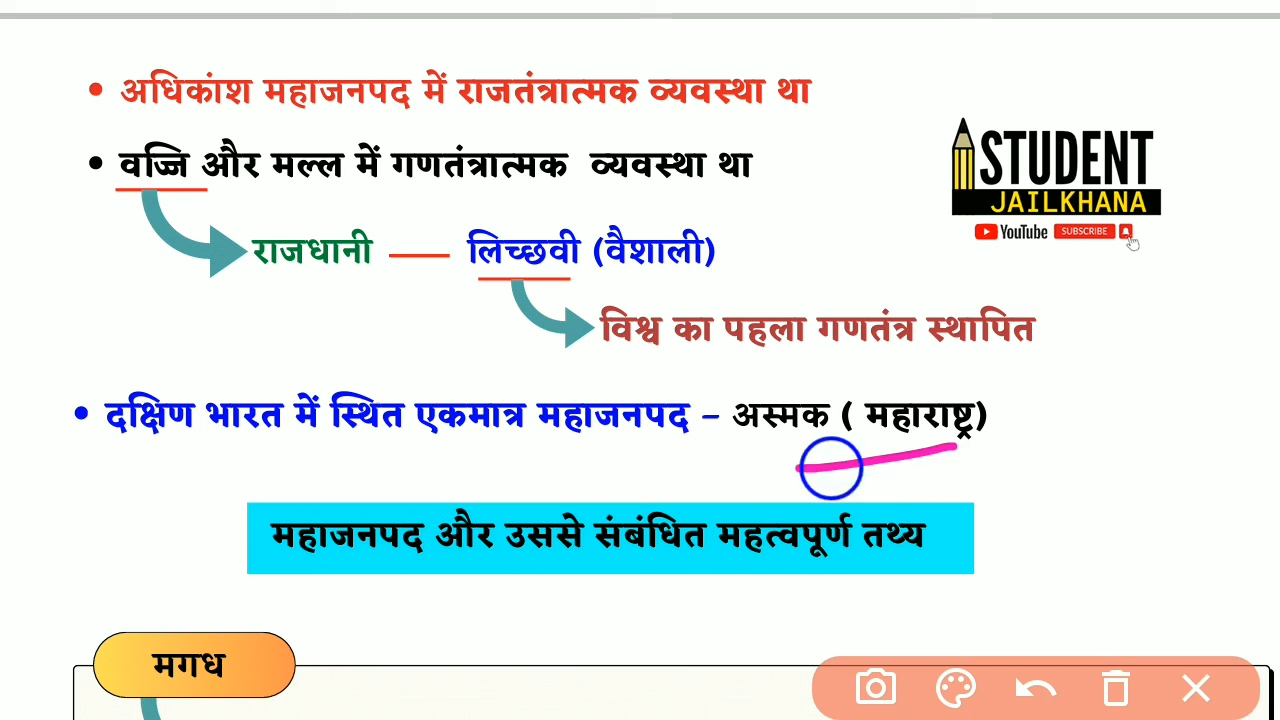 • अधिकांश महाजनपद में राजतंत्रात्मक व्यवस्था था
• वज्जि और मल्ल में गणतंत्रात्मक व्यवस्था था
STUDENT
JAILKHANA
YouTube SUBSCRIBE
राजधानी — लिच्छवी (वैशाली)
विश्व का पहला गणतंत्र स्थापित
• दक्षिण भारत में स्थित एकमात्र महाजनपद – अस्मक ( महाराष्ट्र)
महाजनपद और उससे संबंधित महत्वपूर्ण तथ्य
मगध